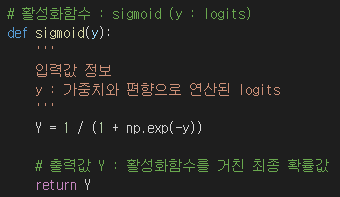 # 활성화함수 : sigmoid (y : logits)
def sigmoid(y):
'''
입력값 정보
y : 가중치와 편향으로 연산된 logits
'''
Y = 1 / (1 + np.exp(-y))
# 출력값 Y : 활성화함수를 거친 최종 확률값
return Y